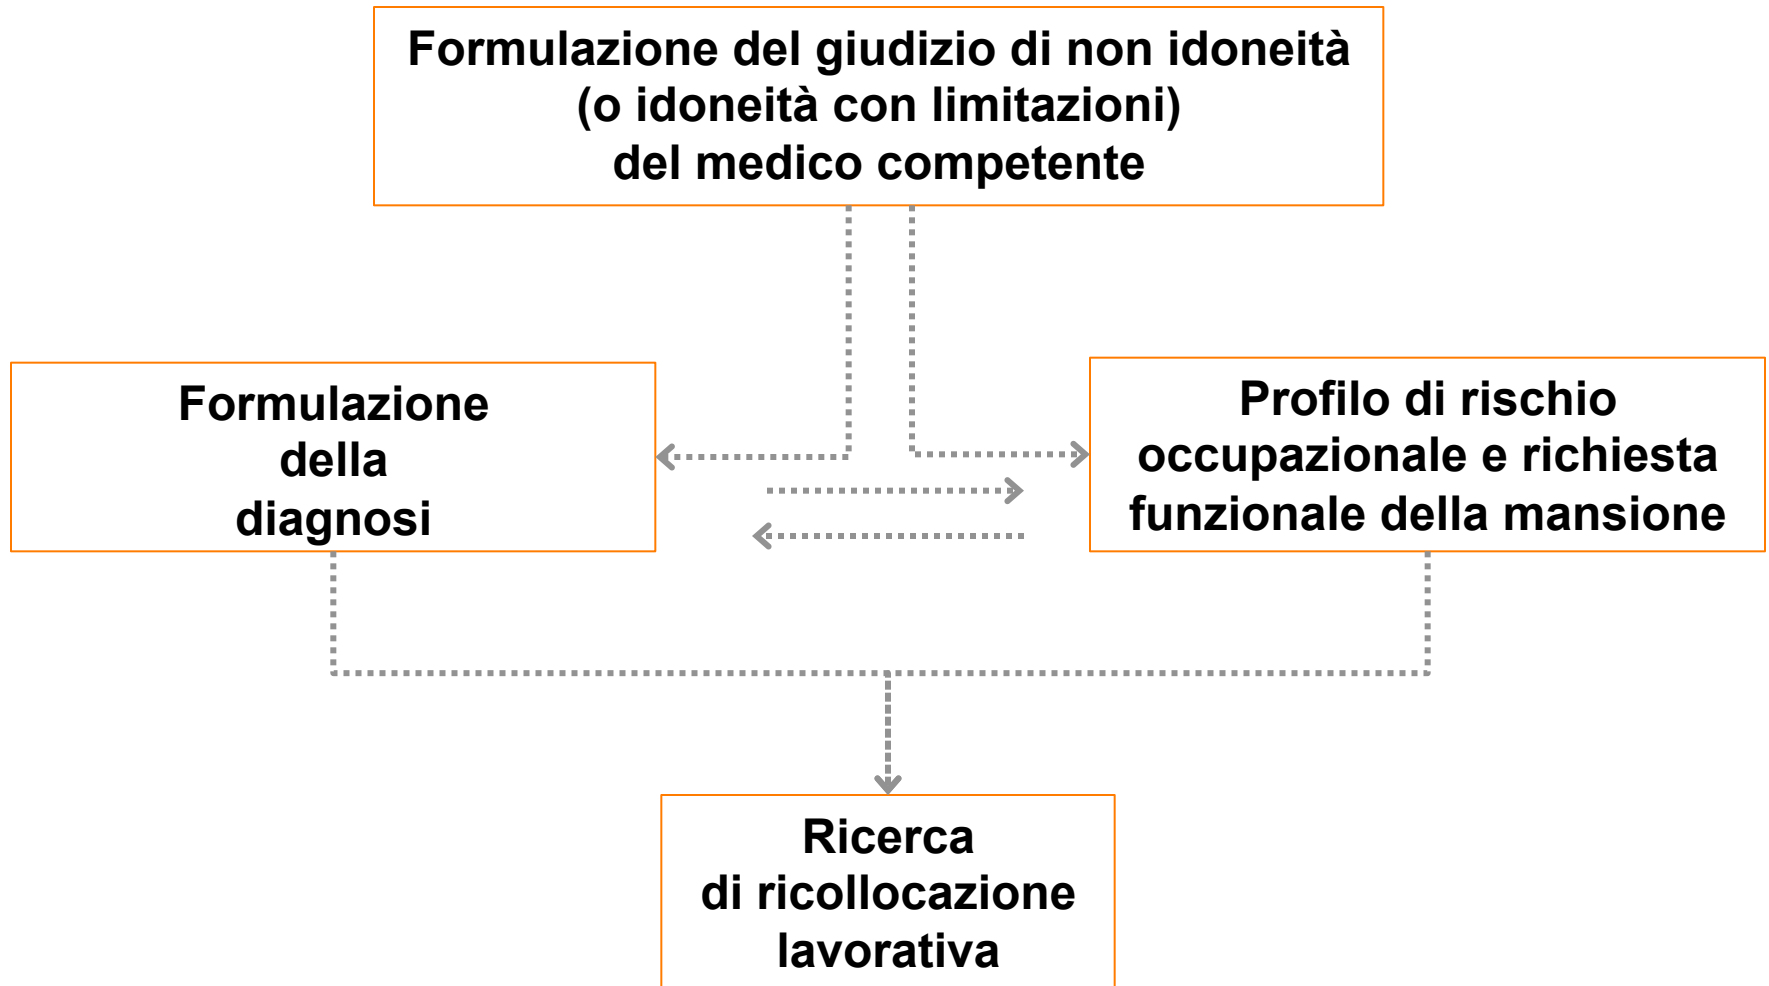 Formulazione del giudizio di non idoneità
(o idoneità con limitazioni)
del medico competente
Formulazione
della
diagnosi
Profilo di rischio
occupazionale e richiesta
funzionale della mansione
Ricerca
di ricollocazione
lavorativa